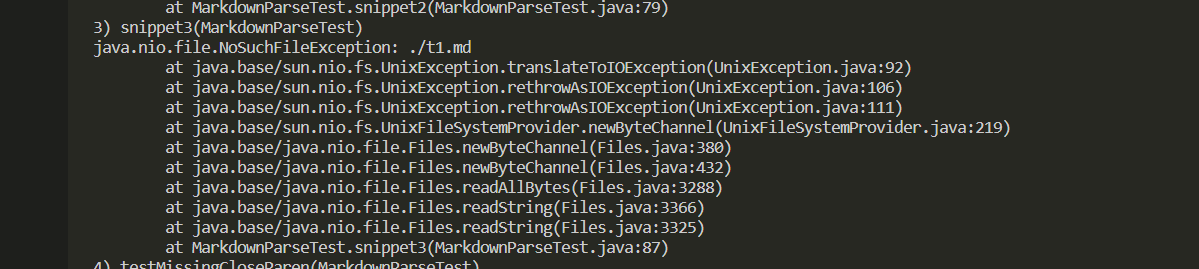 at MarkdownParseTest.snippet2(MarkdownParseTest.java:79)
3) snippet3(MarkdownParseTest)
java.nio.file.NoSuchFileException: ./t1.md
at java.base/sun.nio.fs.UnixException.translateToIOException(UnixException.java:92)
at java.base/sun.nio.fs.UnixException.rethrowAsIOException(UnixException.java:106)
at java.base/sun.nio.fs.UnixException.rethrowAsIOException(UnixException.java:111)
at java.base/sun.nio.fs.UnixFileSystemProvider.newByteChannel(UnixFileSystemProvider.java:219)
at java.base/java.nio.file.Files.newByteChannel(Files.java:380)
at java.base/java.nio.file.Files.newByteChannel(Files.java:432)
at java.base/java.nio.file.Files.readAllBytes(Files.java:3288)
at java.base/java.nio.file.Files.readString(Files.java:3366)
at java.base/java.nio.file.Files.readString(Files.java:3325)
at MarkdownParseTest.snippet3(MarkdownParseTest.java:87)
4) testMissingCloseParen(MarkdownParseTest)